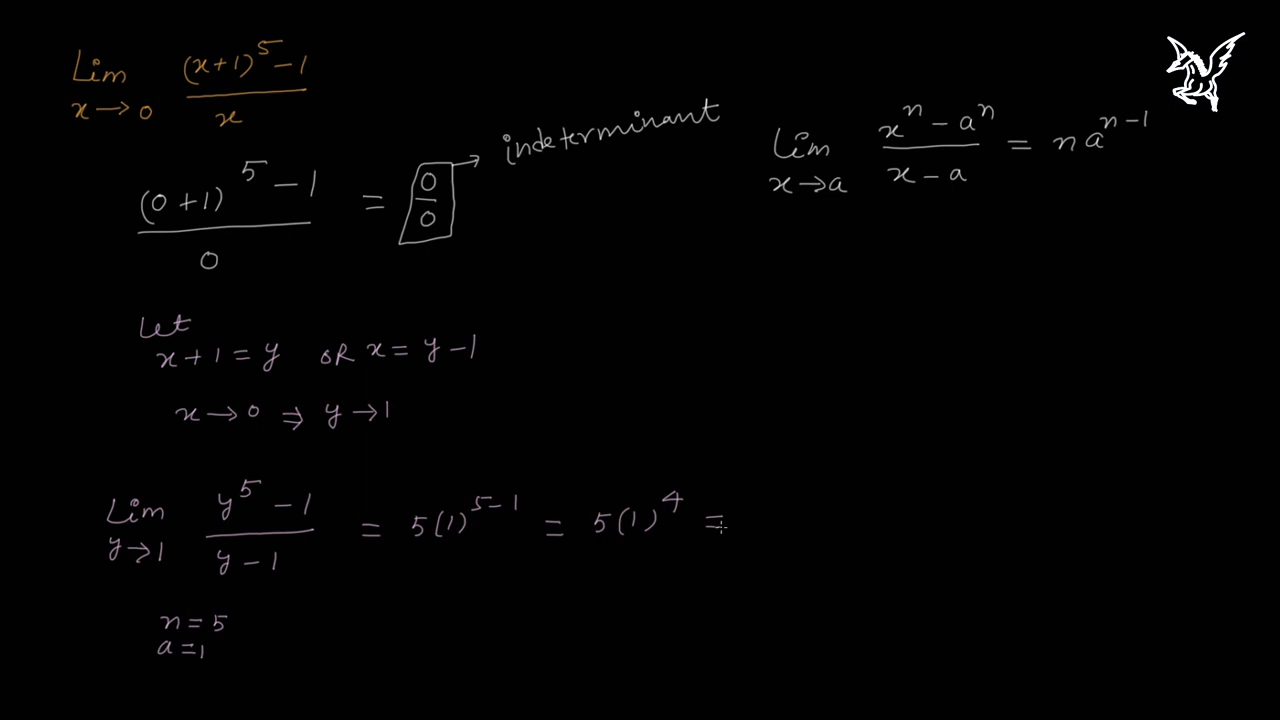 Lim x→0 (x+1)^5 - 1 / x
(0+1)^5 - 1 / 0 = 0/0 → indeterminant
Lim x→a x^n - a^n / x - a = n a^(n-1)
Let
x + 1 = y OR x = y - 1
x → 0 ⇒ y → 1
Lim y→1 y^5 - 1 / y - 1 = 5(1)^(5-1) = 5(1)^4 =
n = 5
a = 1